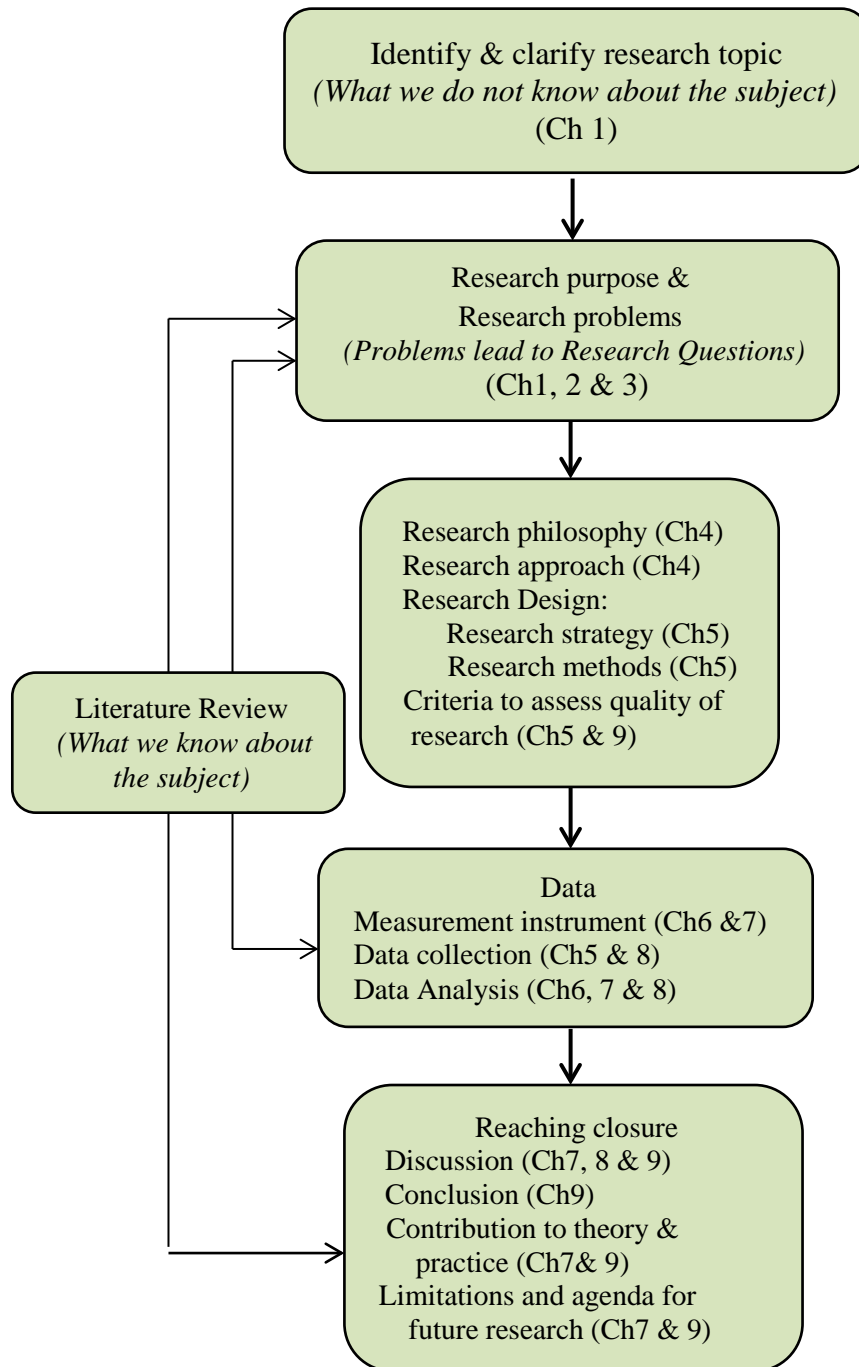 Identify & clarify research topic
(What we do not know about the subject)
(Ch 1)
Research purpose &
Research problems
(Problems lead to Research Questions)
(Ch1, 2 & 3)
Research philosophy (Ch4)
Research approach (Ch4)
Research Design:
Research strategy (Ch5)
Research methods (Ch5)
Criteria to assess quality of
research (Ch5 & 9)
Literature Review
(What we know about
the subject)
Data
Measurement instrument (Ch6 &7)
Data collection (Ch5 & 8)
Data Analysis (Ch6, 7 & 8)
Reaching closure
Discussion (Ch7, 8 & 9)
Conclusion (Ch9)
Contribution to theory &
practice (Ch7& 9)
Limitations and agenda for
future research (Ch7 & 9)